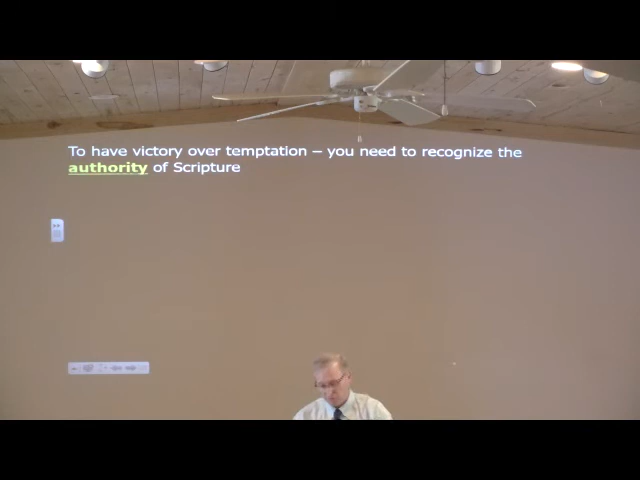 To have victory over temptation – you need to recognize the
authority of Scripture